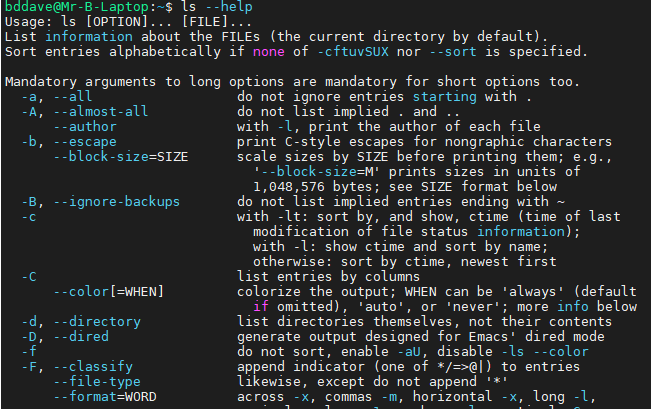 bddave@Mr-B-Laptop:~$ ls --help
Usage: ls [OPTION]... [FILE]...
List information about the FILEs (the current directory by default).
Sort entries alphabetically if none of -cftuvSUX nor --sort is specified.

Mandatory arguments to long options are mandatory for short options too.
  -a, --all                  do not ignore entries starting with .
  -A, --almost-all           do not list implied . and ..
      --author               with -l, print the author of each file
  -b, --escape               print C-style escapes for nongraphic characters
      --block-size=SIZE      scale sizes by SIZE before printing them; e.g.,
                               '--block-size=M' prints sizes in units of
                               1,048,576 bytes; see SIZE format below
  -B, --ignore-backups       do not list implied entries ending with ~
  -c                         with -lt: sort by, and show, ctime (time of last
                               modification of file status information);
                               with -l: show ctime and sort by name;
                               otherwise: sort by ctime, newest first
  -C                         list entries by columns
      --color[=WHEN]         colorize the output; WHEN can be 'always' (default
                               if omitted), 'auto', or 'never'; more info below
  -d, --directory            list directories themselves, not their contents
  -D, --dired                generate output designed for Emacs' dired mode
  -f                         do not sort, enable -aU, disable -ls --color
  -F, --classify             append indicator (one of */=>@|) to entries
      --file-type            likewise, except do not append '*'
      --format=WORD          across -x, commas -m, horizontal -x, long -l,